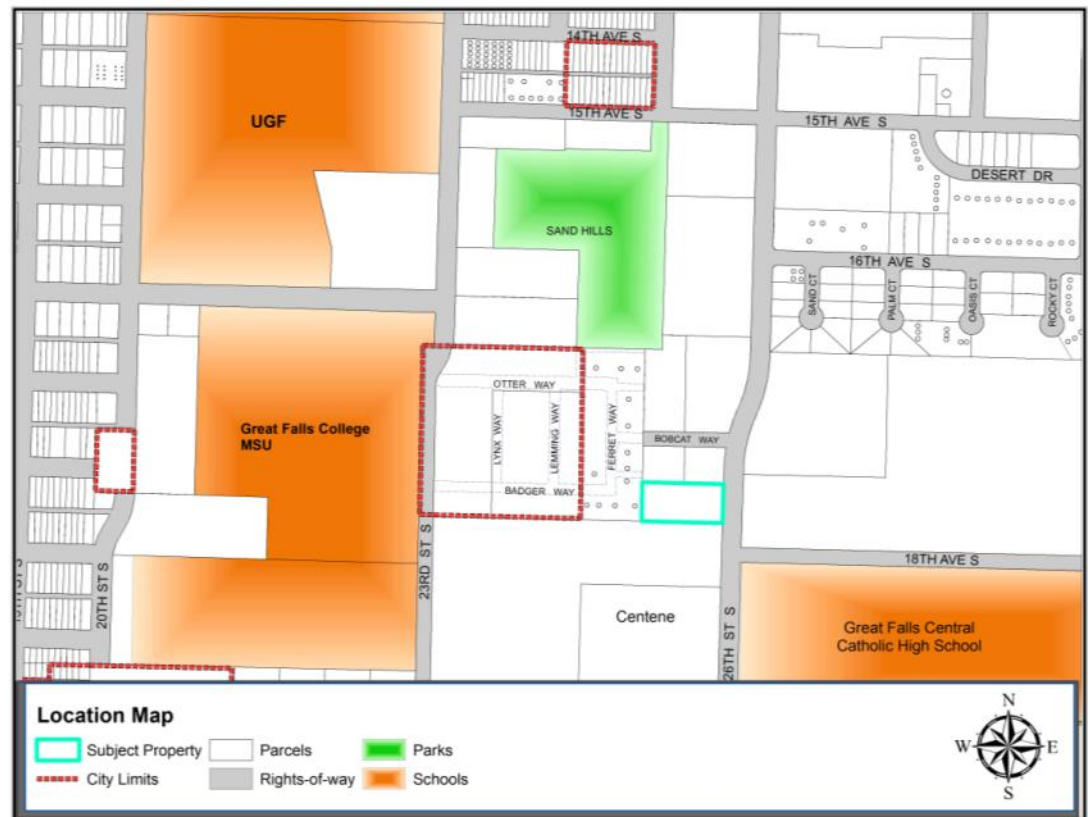 14TH AVE S
15TH AVE S
15TH AVE S
UGF
DESERT DR
SAND HILLS
16TH AVE S
SAND CT
PALM CT
OASIS CT
ROCKY CT
OTTER WAY
LYNX WAY
LEMMING WAY
FERRET WAY
BOBCAT WAY
Great Falls College
MSU
BADGER WAY
23RD ST S
18TH AVE S
20TH ST S
Centene
26TH ST S
Great Falls Central
Catholic High School
Location Map
Subject Property
Parcels
Parks
City Limits
Rights-of-way
Schools
N
W
E
S